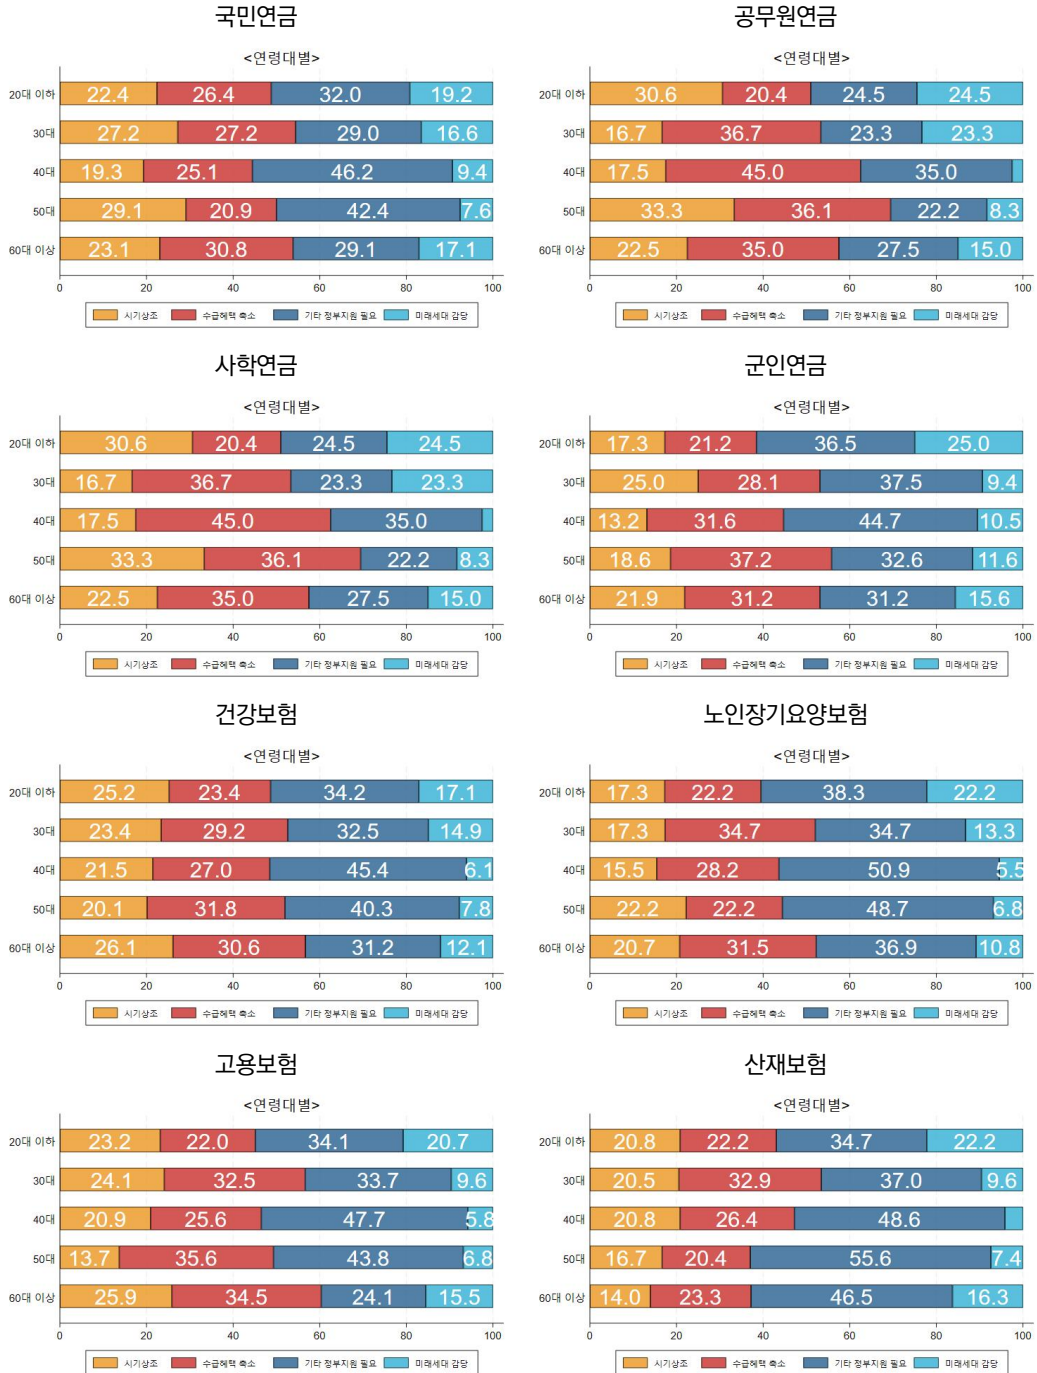 국민연금
<연령대별>
20대 이하 22.4 26.4 32.0 19.2
30대 27.2 27.2 29.0 16.6
40대 19.3 25.1 46.2 9.4
50대 29.1 20.9 42.4 7.6
60대 이상 23.1 30.8 29.1 17.1
0 20 40 60 80 100
시기상조 수급혜택 축소 기타 정부지원 필요 미래세대 감당
공무원연금
<연령대별>
20대 이하 30.6 20.4 24.5 24.5
30대 16.7 36.7 23.3 23.3
40대 17.5 45.0 35.0
50대 33.3 36.1 22.2 8.3
60대 이상 22.5 35.0 27.5 15.0
0 20 40 60 80 100
시기상조 수급혜택 축소 기타 정부지원 필요 미래세대 감당
사학연금
<연령대별>
20대 이하 30.6 20.4 24.5 24.5
30대 16.7 36.7 23.3 23.3
40대 17.5 45.0 35.0
50대 33.3 36.1 22.2 8.3
60대 이상 22.5 35.0 27.5 15.0
0 20 40 60 80 100
시기상조 수급혜택 축소 기타 정부지원 필요 미래세대 감당
군인연금
<연령대별>
20대 이하 17.3 21.2 36.5 25.0
30대 25.0 28.1 37.5 9.4
40대 13.2 31.6 44.7 10.5
50대 18.6 37.2 32.6 11.6
60대 이상 21.9 31.2 31.2 15.6
0 20 40 60 80 100
시기상조 수급혜택 축소 기타 정부지원 필요 미래세대 감당
건강보험
<연령대별>
20대 이하 25.2 23.4 34.2 17.1
30대 23.4 29.2 32.5 14.9
40대 21.5 27.0 45.4 6.1
50대 20.1 31.8 40.3 7.8
60대 이상 26.1 30.6 31.2 12.1
0 20 40 60 80 100
시기상조 수급혜택 축소 기타 정부지원 필요 미래세대 감당
노인장기요양보험
<연령대별>
20대 이하 17.3 22.2 38.3 22.2
30대 17.3 34.7 34.7 13.3
40대 15.5 28.2 50.9 5.5
50대 22.2 22.2 48.7 6.8
60대 이상 20.7 31.5 36.9 10.8
0 20 40 60 80 100
시기상조 수급혜택 축소 기타 정부지원 필요 미래세대 감당
고용보험
<연령대별>
20대 이하 23.2 22.0 34.1 20.7
30대 24.1 32.5 33.7 9.6
40대 20.9 25.6 47.7 5.8
50대 13.7 35.6 43.8 6.8
60대 이상 25.9 34.5 24.1 15.5
0 20 40 60 80 100
시기상조 수급혜택 축소 기타 정부지원 필요 미래세대 감당
산재보험
<연령대별>
20대 이하 20.8 22.2 34.7 22.2
30대 20.5 32.9 37.0 9.6
40대 20.8 26.4 48.6
50대 16.7 20.4 55.6 7.4
60대 이상 14.0 23.3 46.5 16.3
0 20 40 60 80 100
시기상조 수급혜택 축소 기타 정부지원 필요 미래세대 감당